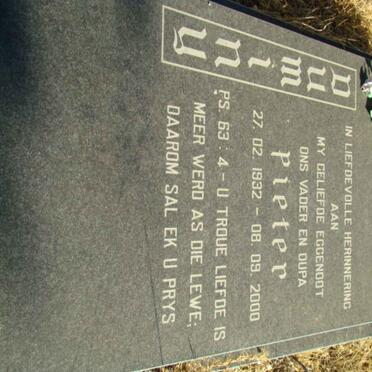 Duminy
IN LIEFDEVOLLE HERINNERING
AAN
MY GELIEFDE EGGENOOT
ONS VADER EN OUPA
Pieter
27. 02. 1932 - 08. 09. 2000
PS. 63 : 4 - U TROUE LIEFDE IS
MEER WERD AS DIE LEWE;
DAAROM SAL EK U PRYS